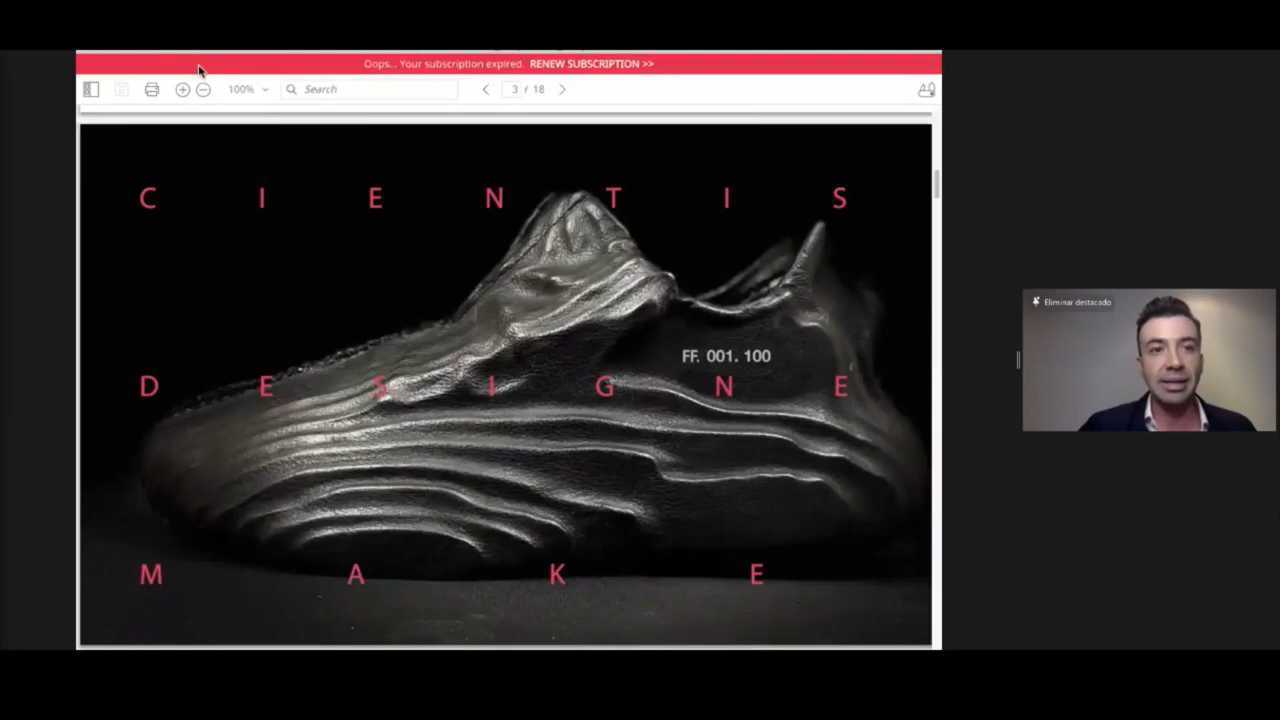 Oops... Your subscription expired. RENEW SUBSCRIPTION >>
100% Search 3 / 18
C I E N T I S
Eliminar destacado
FF. 001. 100
D E S I G N E
M A K E